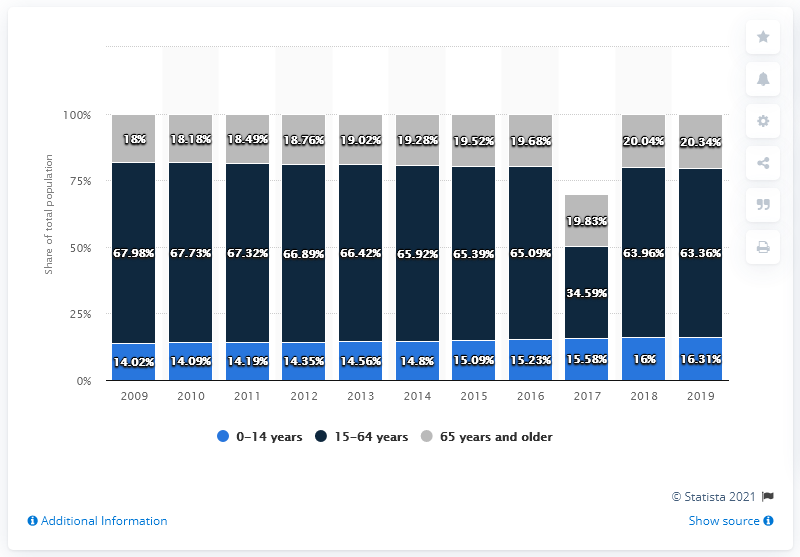 Share of total population
100%
75%
50%
25%
0%
18% 18.18% 18.49% 18.76% 19.02% 19.28% 19.52% 19.68% 19.83% 20.04% 20.34%
67.98% 67.73% 67.32% 66.89% 66.42% 65.92% 65.39% 65.09% 34.59% 63.96% 63.36%
14.02% 14.09% 14.19% 14.35% 14.56% 14.8% 15.09% 15.23% 15.58% 16% 16.31%
2009 2010 2011 2012 2013 2014 2015 2016 2017 2018 2019
0-14 years 15-64 years 65 years and older
© Statista 2021
Additional Information Show source